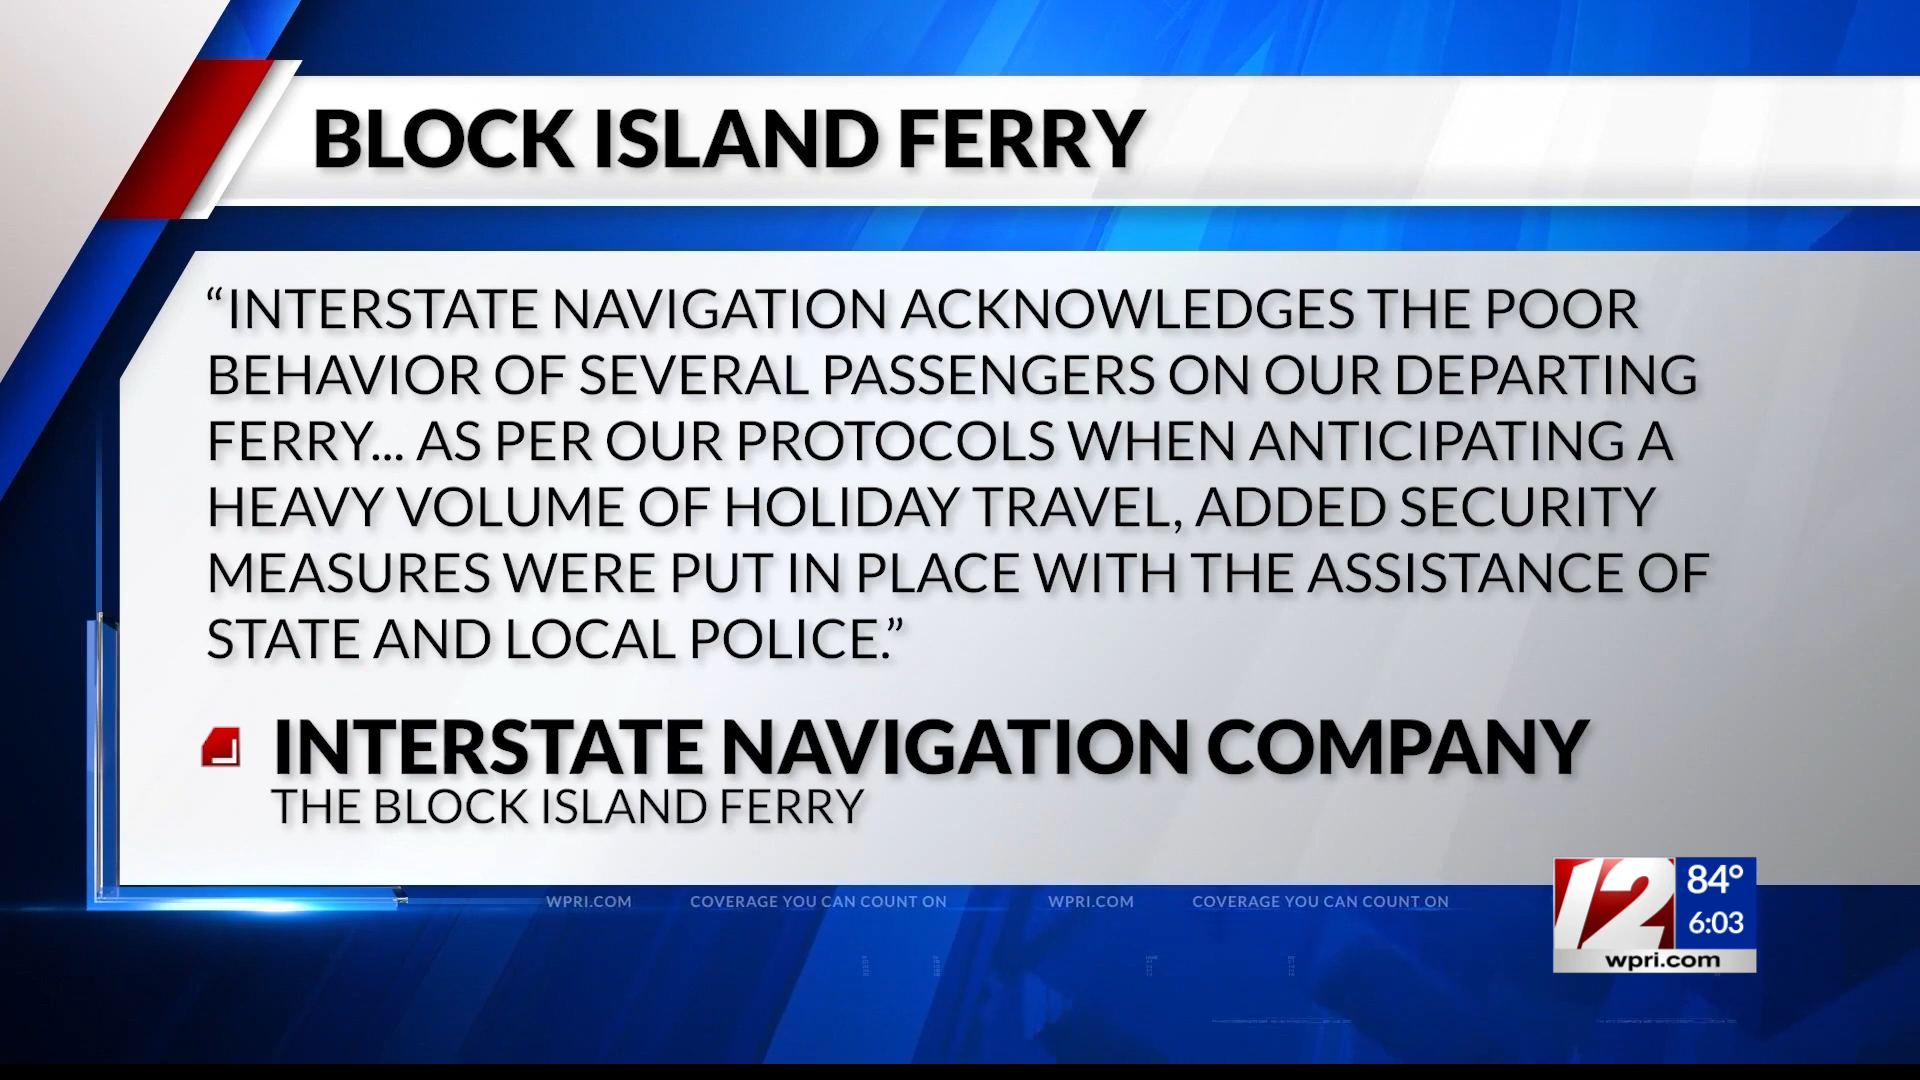 BLOCK ISLAND FERRY
“INTERSTATE NAVIGATION ACKNOWLEDGES THE POOR
BEHAVIOR OF SEVERAL PASSENGERS ON OUR DEPARTING
FERRY... AS PER OUR PROTOCOLS WHEN ANTICIPATING A
HEAVY VOLUME OF HOLIDAY TRAVEL, ADDED SECURITY
MEASURES WERE PUT IN PLACE WITH THE ASSISTANCE OF
STATE AND LOCAL POLICE.”
INTERSTATE NAVIGATION COMPANY
THE BLOCK ISLAND FERRY
WPRI.COM COVERAGE YOU CAN COUNT ON WPRI.COM COVERAGE YOU CAN COUNT ON
12 84°
6:03
wpri.com